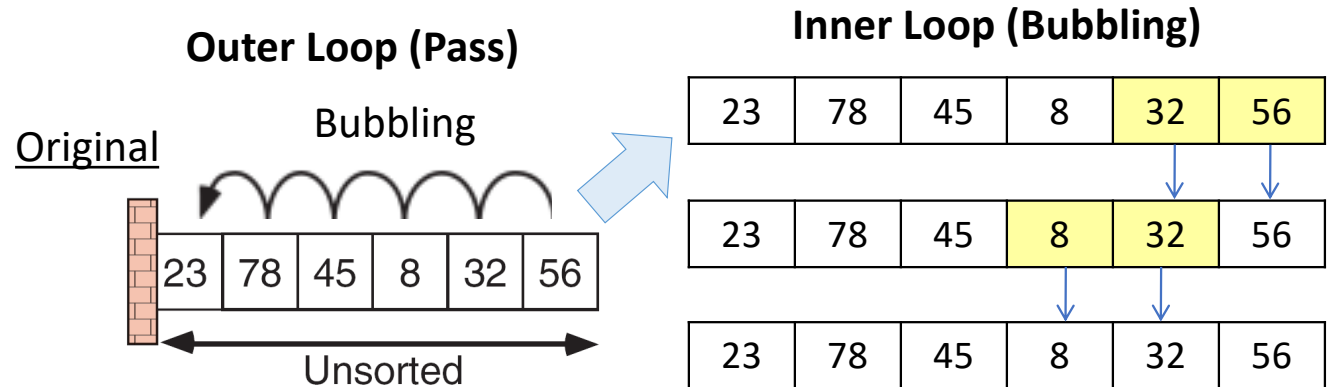 Outer Loop (Pass)
Bubbling
Original
23 78 45 8 32 56
Unsorted
Inner Loop (Bubbling)
23 78 45 8 32 56
23 78 45 8 32 56
23 78 45 8 32 56